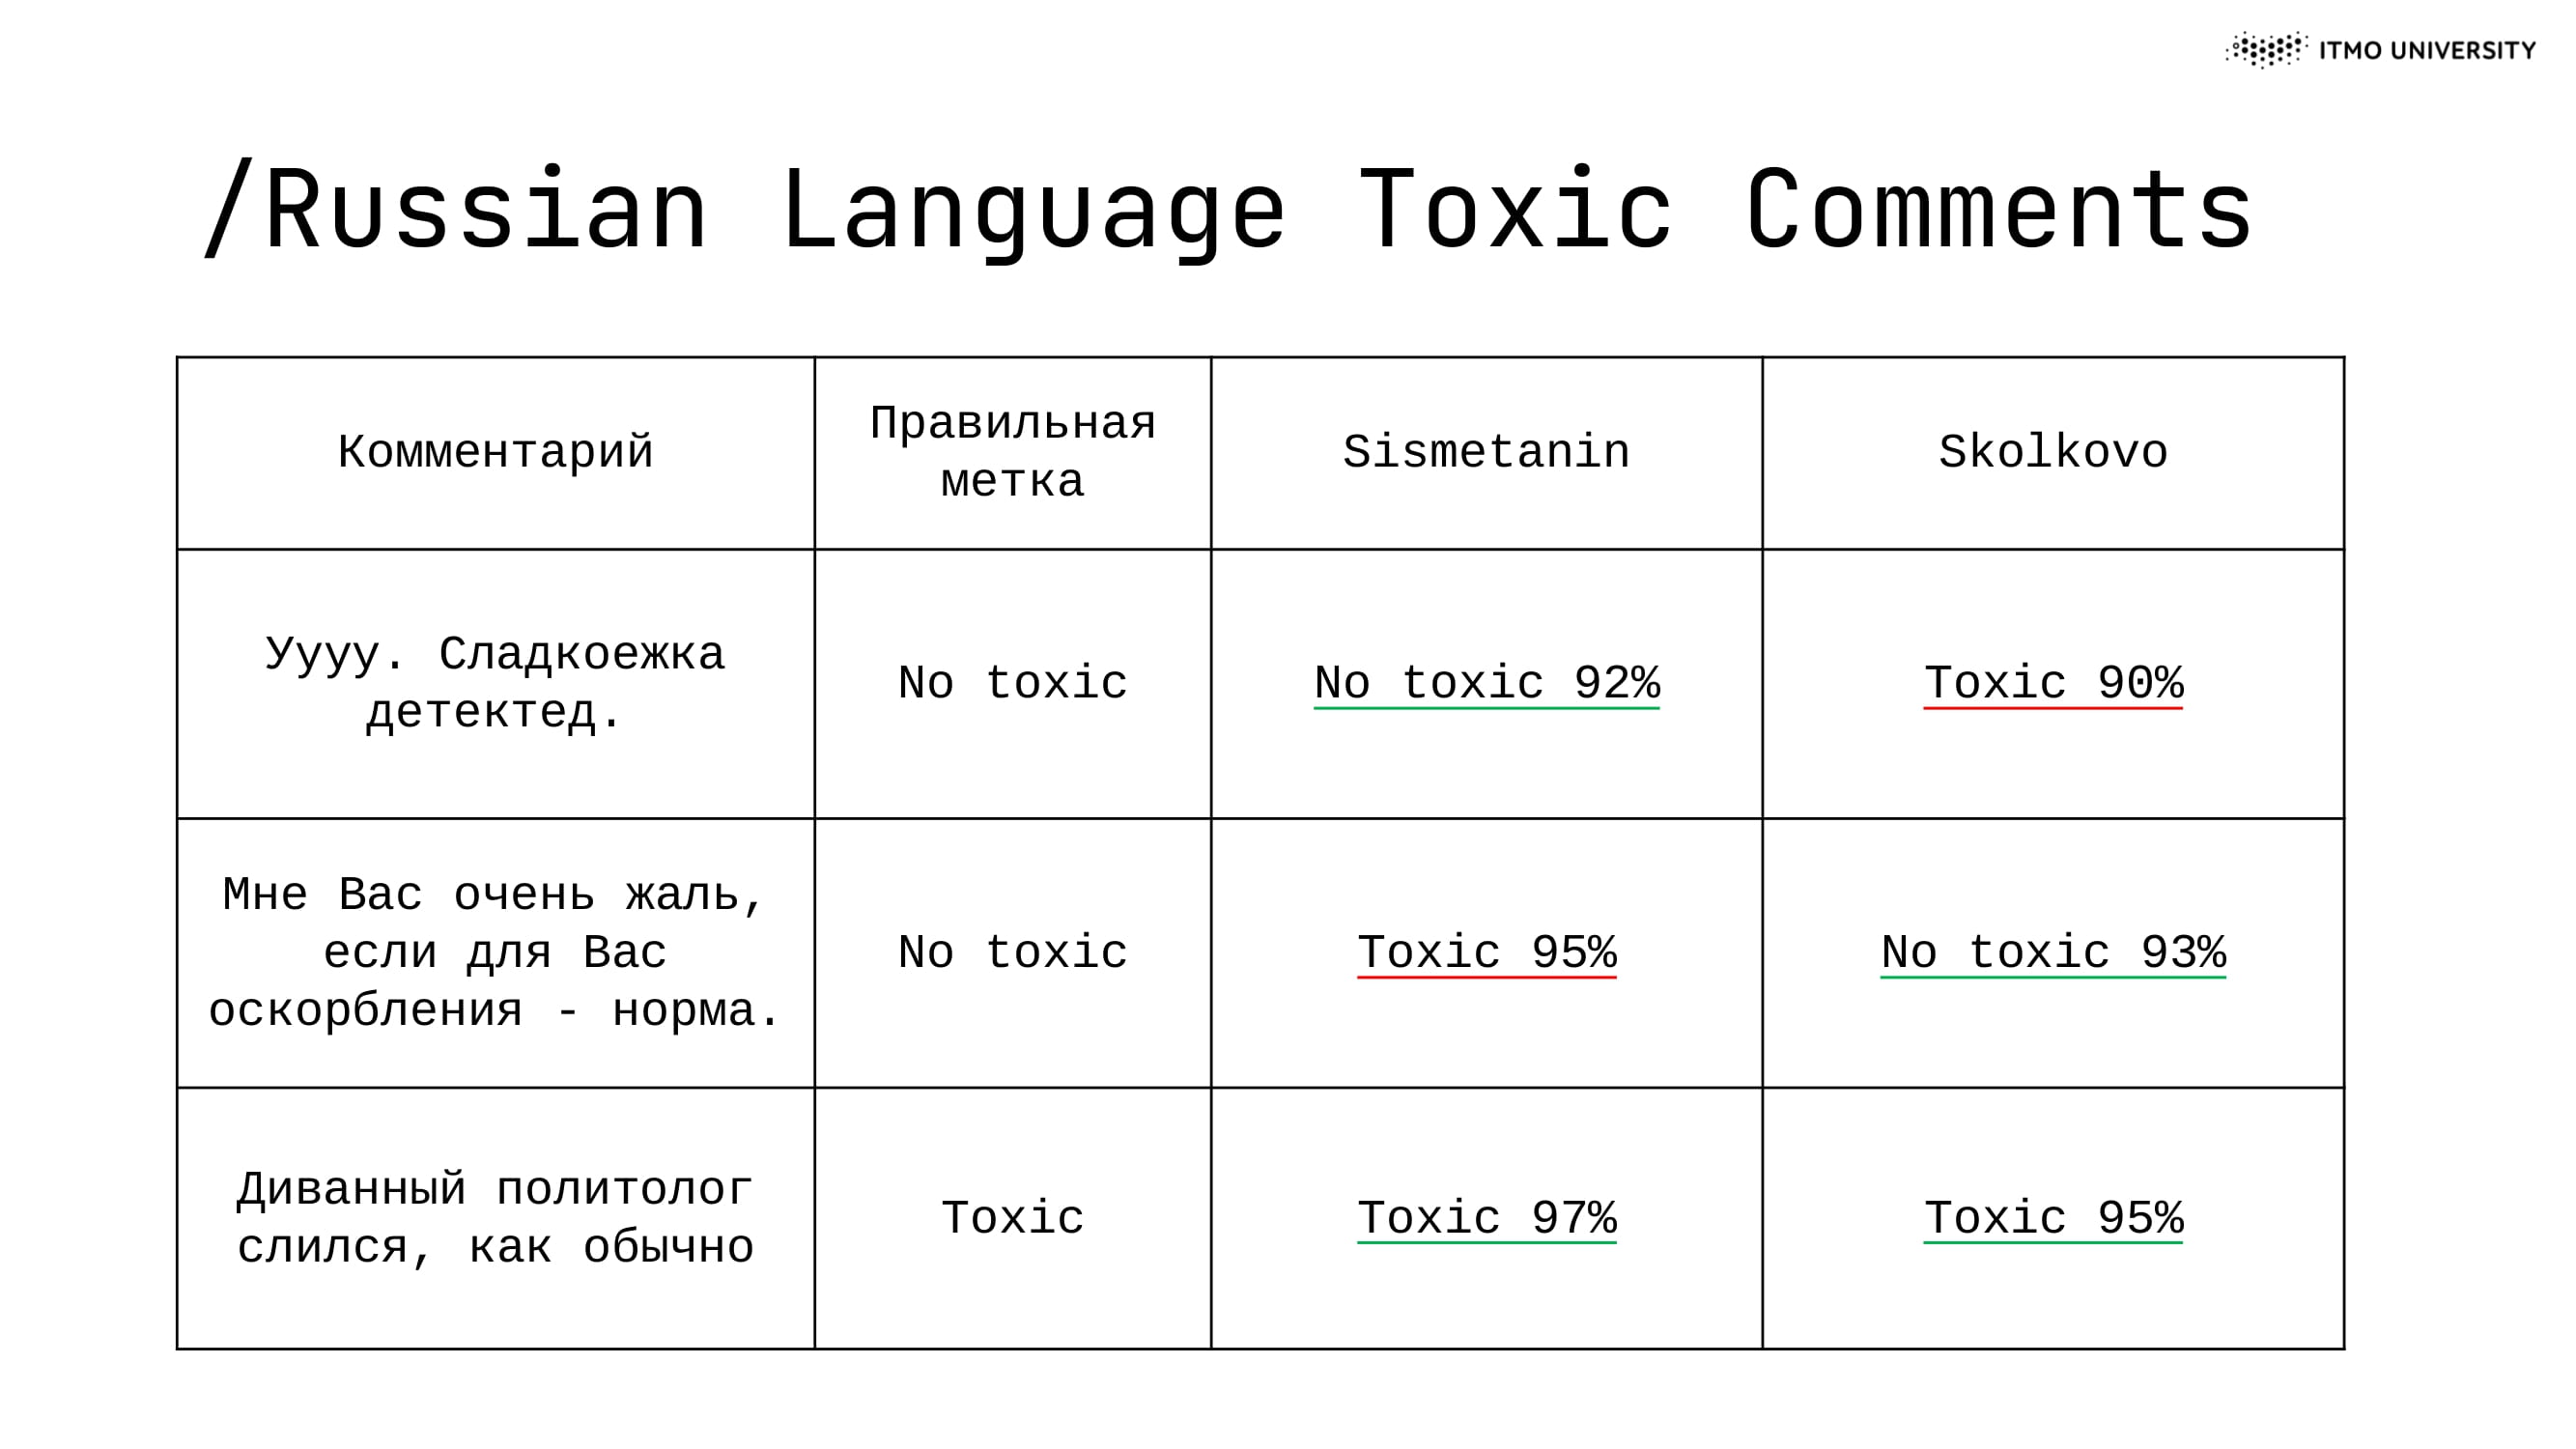 ITMO UNIVERSITY
/Russian Language Toxic Comments
Комментарий
Правильная
метка
Sismetanin
Skolkovo
Уууу. Сладкоежка
детектед.
No toxic
No toxic 92%
Toxic 90%
Мне Вас очень жаль,
если для Вас
оскорбления - норма.
No toxic
Toxic 95%
No toxic 93%
Диванный политолог
слился, как обычно
Toxic
Toxic 97%
Toxic 95%